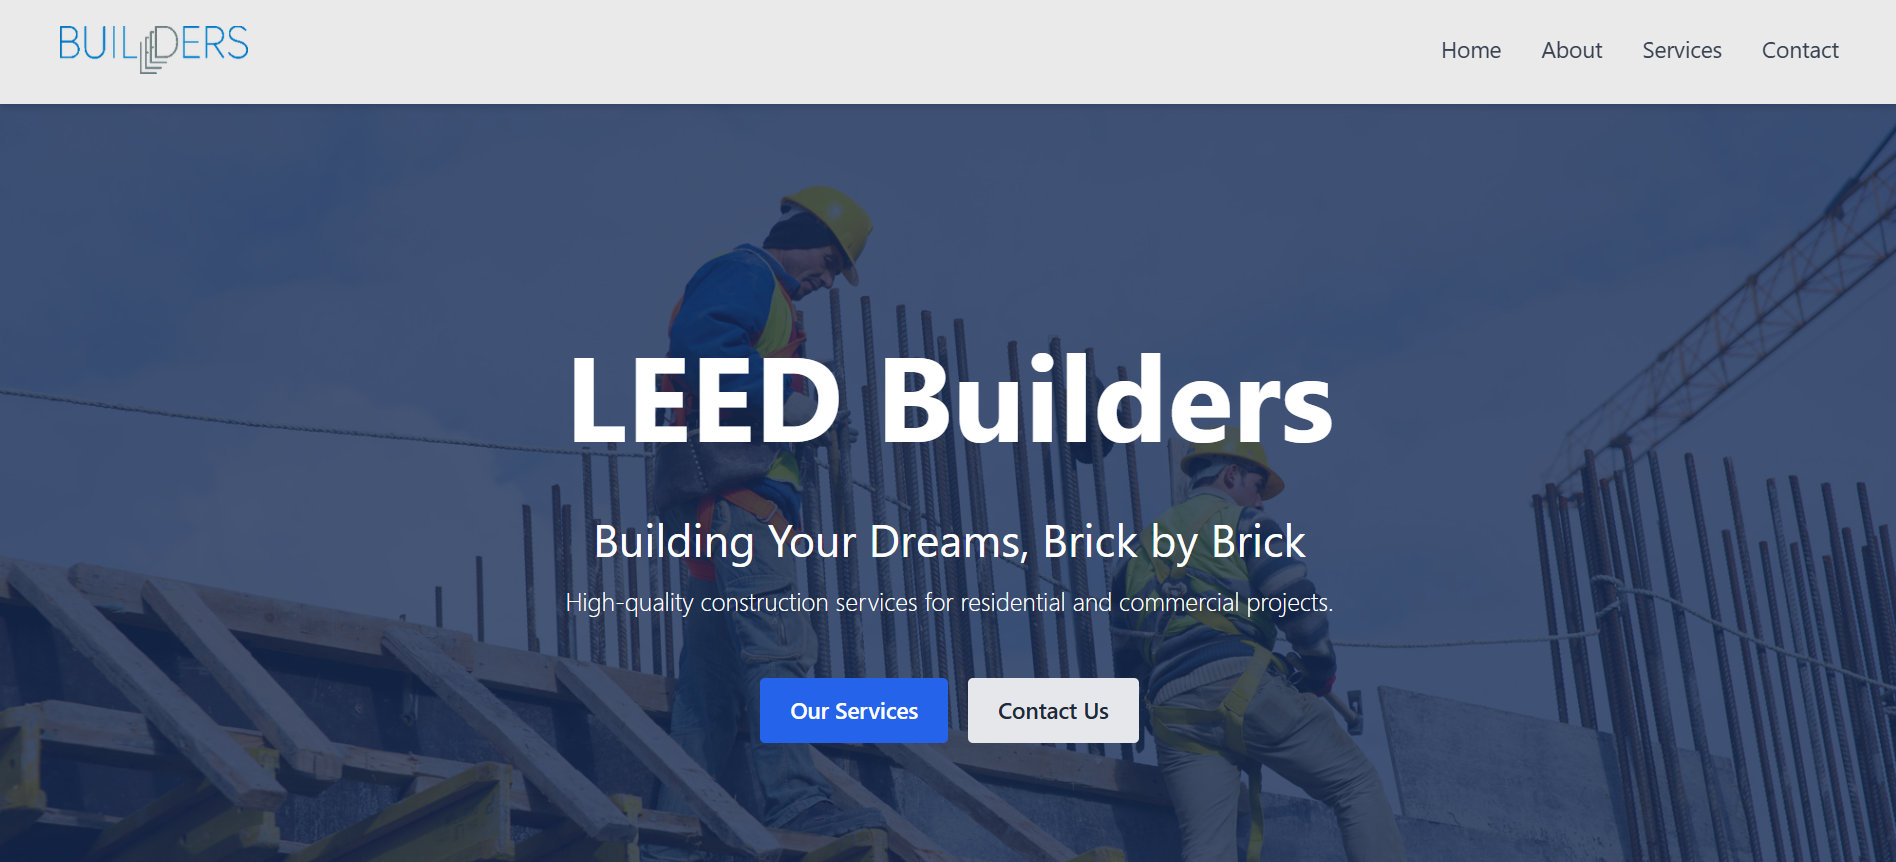 BUILDERS
Home About Services Contact
LEED Builders
Building Your Dreams, Brick by Brick
High-quality construction services for residential and commercial projects.
Our Services Contact Us